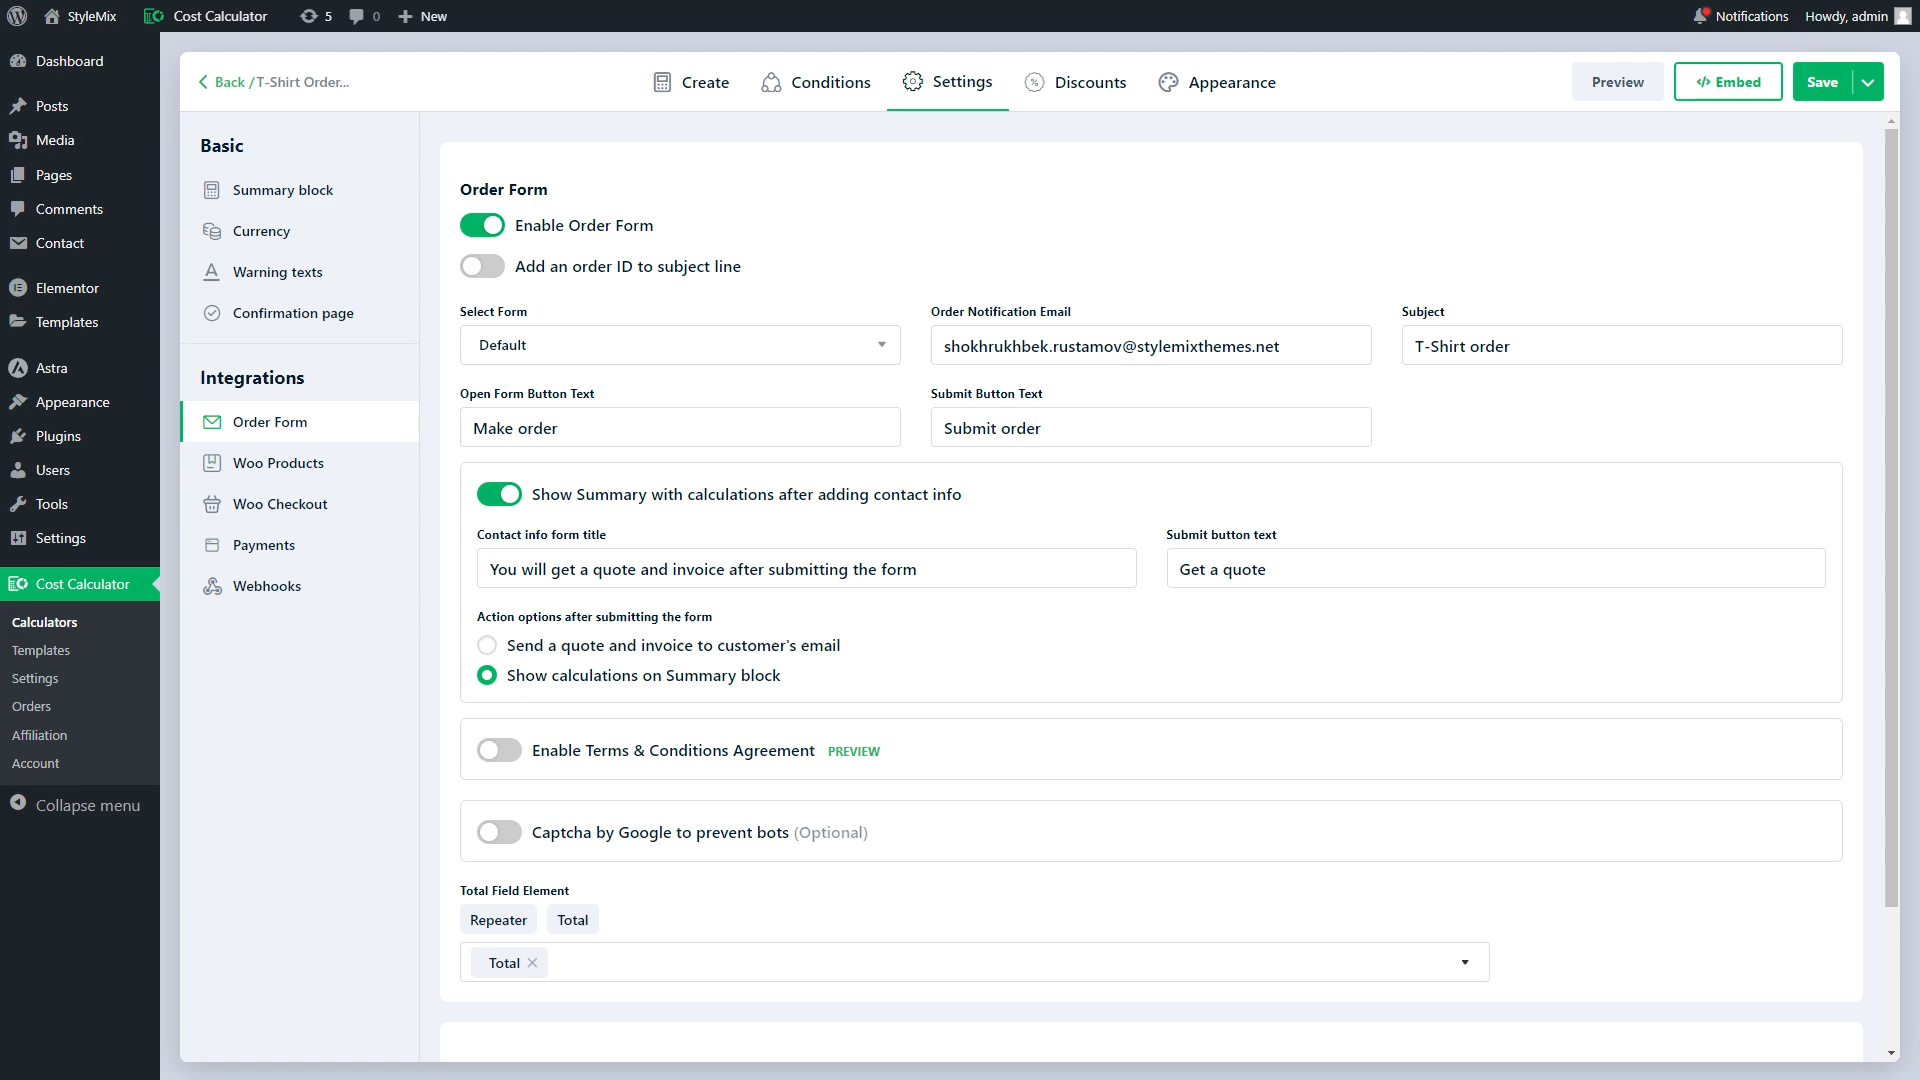 StyleMix
Cost Calculator
5
0
New
Notifications
Howdy, admin
Dashboard
Posts
Media
Pages
Comments
Contact
Elementor
Templates
Astra
Appearance
Plugins
Users
Tools
Settings
Cost Calculator
Calculators
Templates
Settings
Orders
Affiliation
Account
Collapse menu
Back / T-Shirt Order...
Create
Conditions
Settings
Discounts
Appearance
Preview
</> Embed
Save
Basic
Summary block
Currency
Warning texts
Confirmation page
Integrations
Order Form
Woo Products
Woo Checkout
Payments
Webhooks
Order Form
Enable Order Form
Add an order ID to subject line
Select Form
Order Notification Email
Subject
Default
shokhrukhbek.rustamov@stylemixthemes.net
T-Shirt order
Open Form Button Text
Submit Button Text
Make order
Submit order
Show Summary with calculations after adding contact info
Contact info form title
Submit button text
You will get a quote and invoice after submitting the form
Get a quote
Action options after submitting the form
Send a quote and invoice to customer's email
Show calculations on Summary block
Enable Terms & Conditions Agreement PREVIEW
Captcha by Google to prevent bots (Optional)
Total Field Element
Repeater
Total
Total